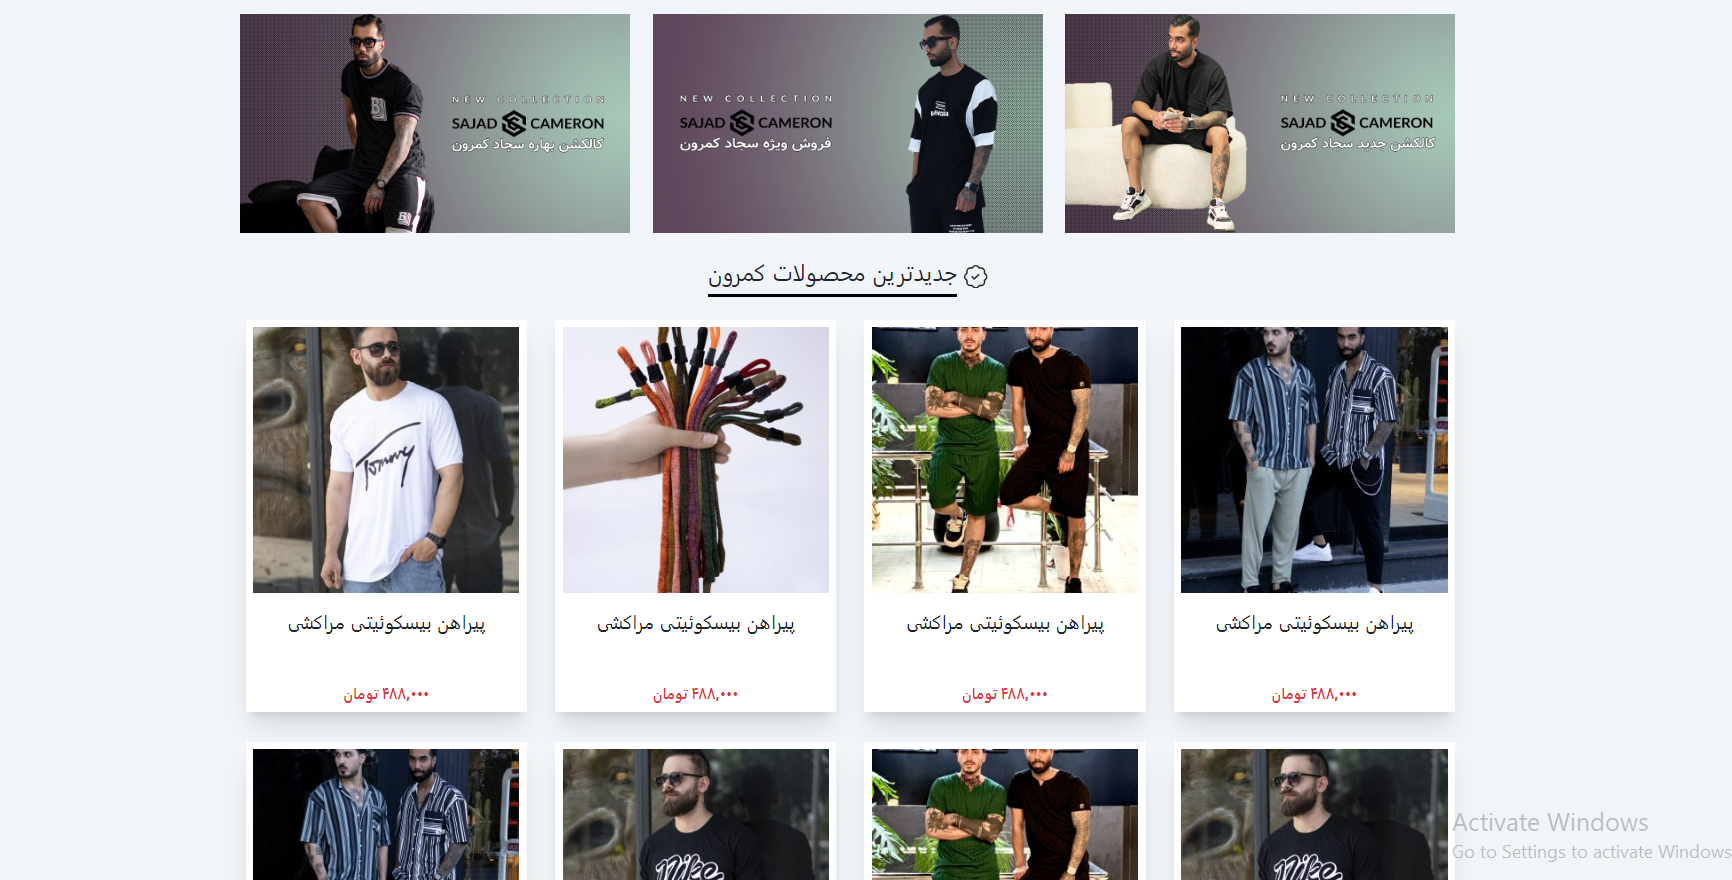 NEW COLLECTION
SAJAD CAMERON
کالکشن جدید سجاد کمرون
NEW COLLECTION
SAJAD CAMERON
فروش ویژه سجاد کمرون
NEW COLLECTION
SAJAD CAMERON
کالکشن بهاره سجاد کمرون
جدیدترین محصولات کمرون
پیراهن بیسکوئیتی مراکشی
۴۸۸,۰۰۰ تومان
پیراهن بیسکوئیتی مراکشی
۴۸۸,۰۰۰ تومان
پیراهن بیسکوئیتی مراکشی
۴۸۸,۰۰۰ تومان
Tommy
پیراهن بیسکوئیتی مراکشی
۴۸۸,۰۰۰ تومان
Nike
Nike
Activate Windows
Go to Settings to activate Windows